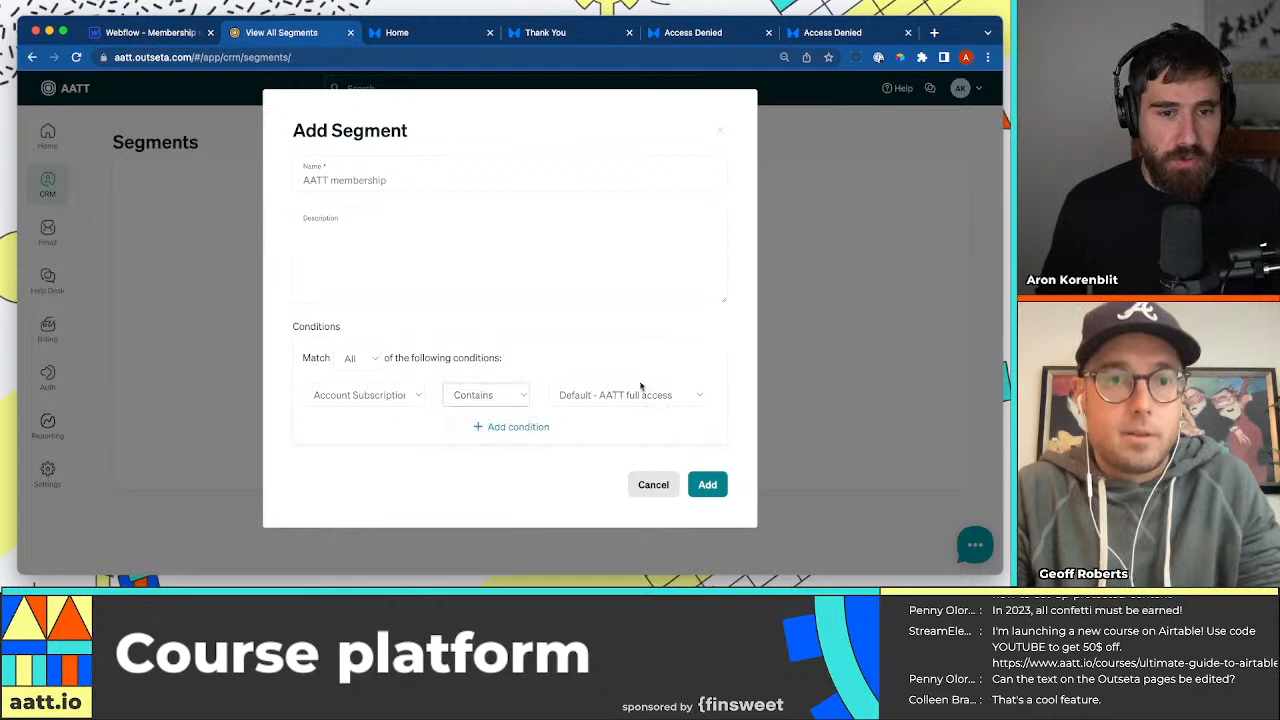 Webflow - Membership
View All Segments
Home
Thank You
Access Denied
Access Denied
aatt.outseta.com/#/app/crm/segments/
AATT
Search
Help
AK
Home
CRM
Email
Help Desk
Billing
Auth
Reporting
Settings
Segments
Add Segment
Name *
AATT membership
Description
Conditions
Match All of the following conditions:
Account Subscription
Contains
Default - AATT full access
+ Add condition
Cancel
Add
Aron Korenblit
Geoff Roberts
aatt.io
Course platform
sponsored by {finsweet
Penny Olor... : In 2023, all confetti must be earned!
StreamEle... : I'm launching a new course on Airtable! Use code
YOUTUBE to get 50$ off.
https://www.aatt.io/courses/ultimate-guide-to-airtable
Penny Olor... : Can the text on the Outseta pages be edited?
Colleen Bra... : That's a cool feature.